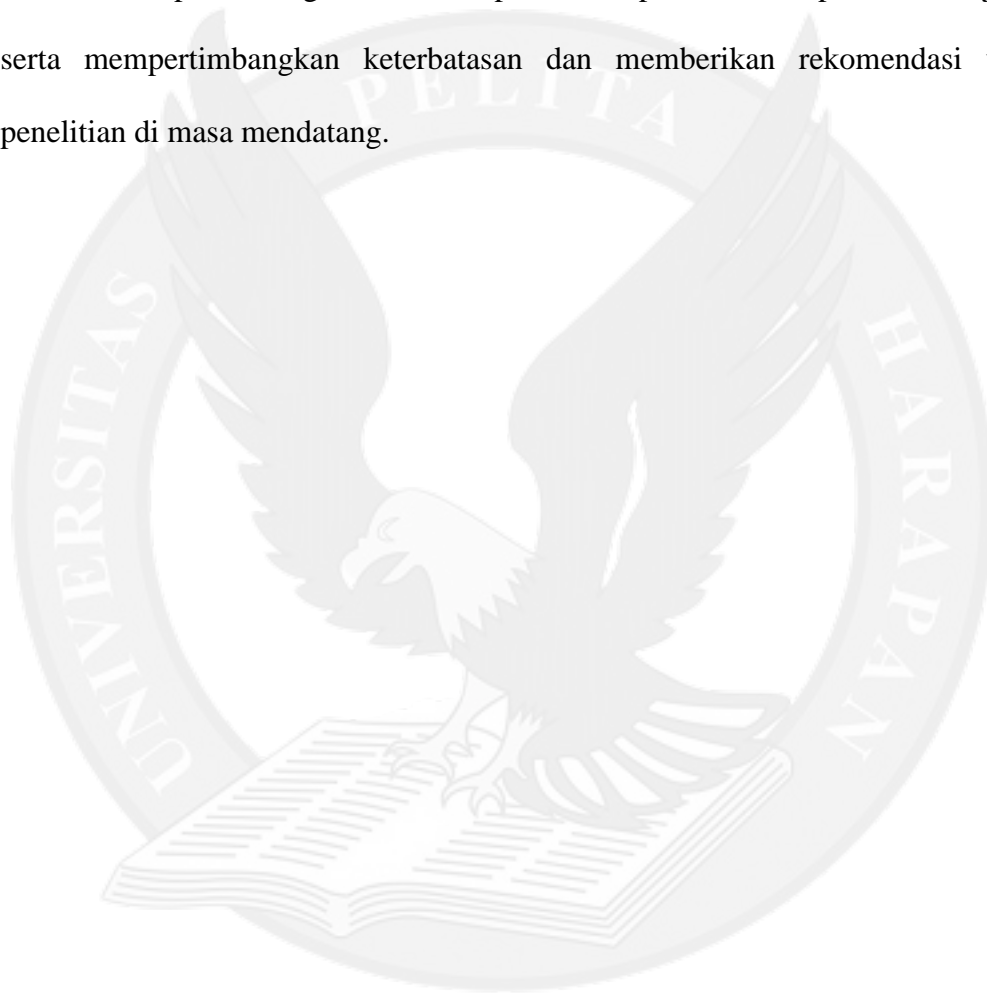 serta mempertimbangkan keterbatasan dan memberikan rekomendasi
penelitian di masa mendatang.
UNIVERSITAS PELITA HARAPAN